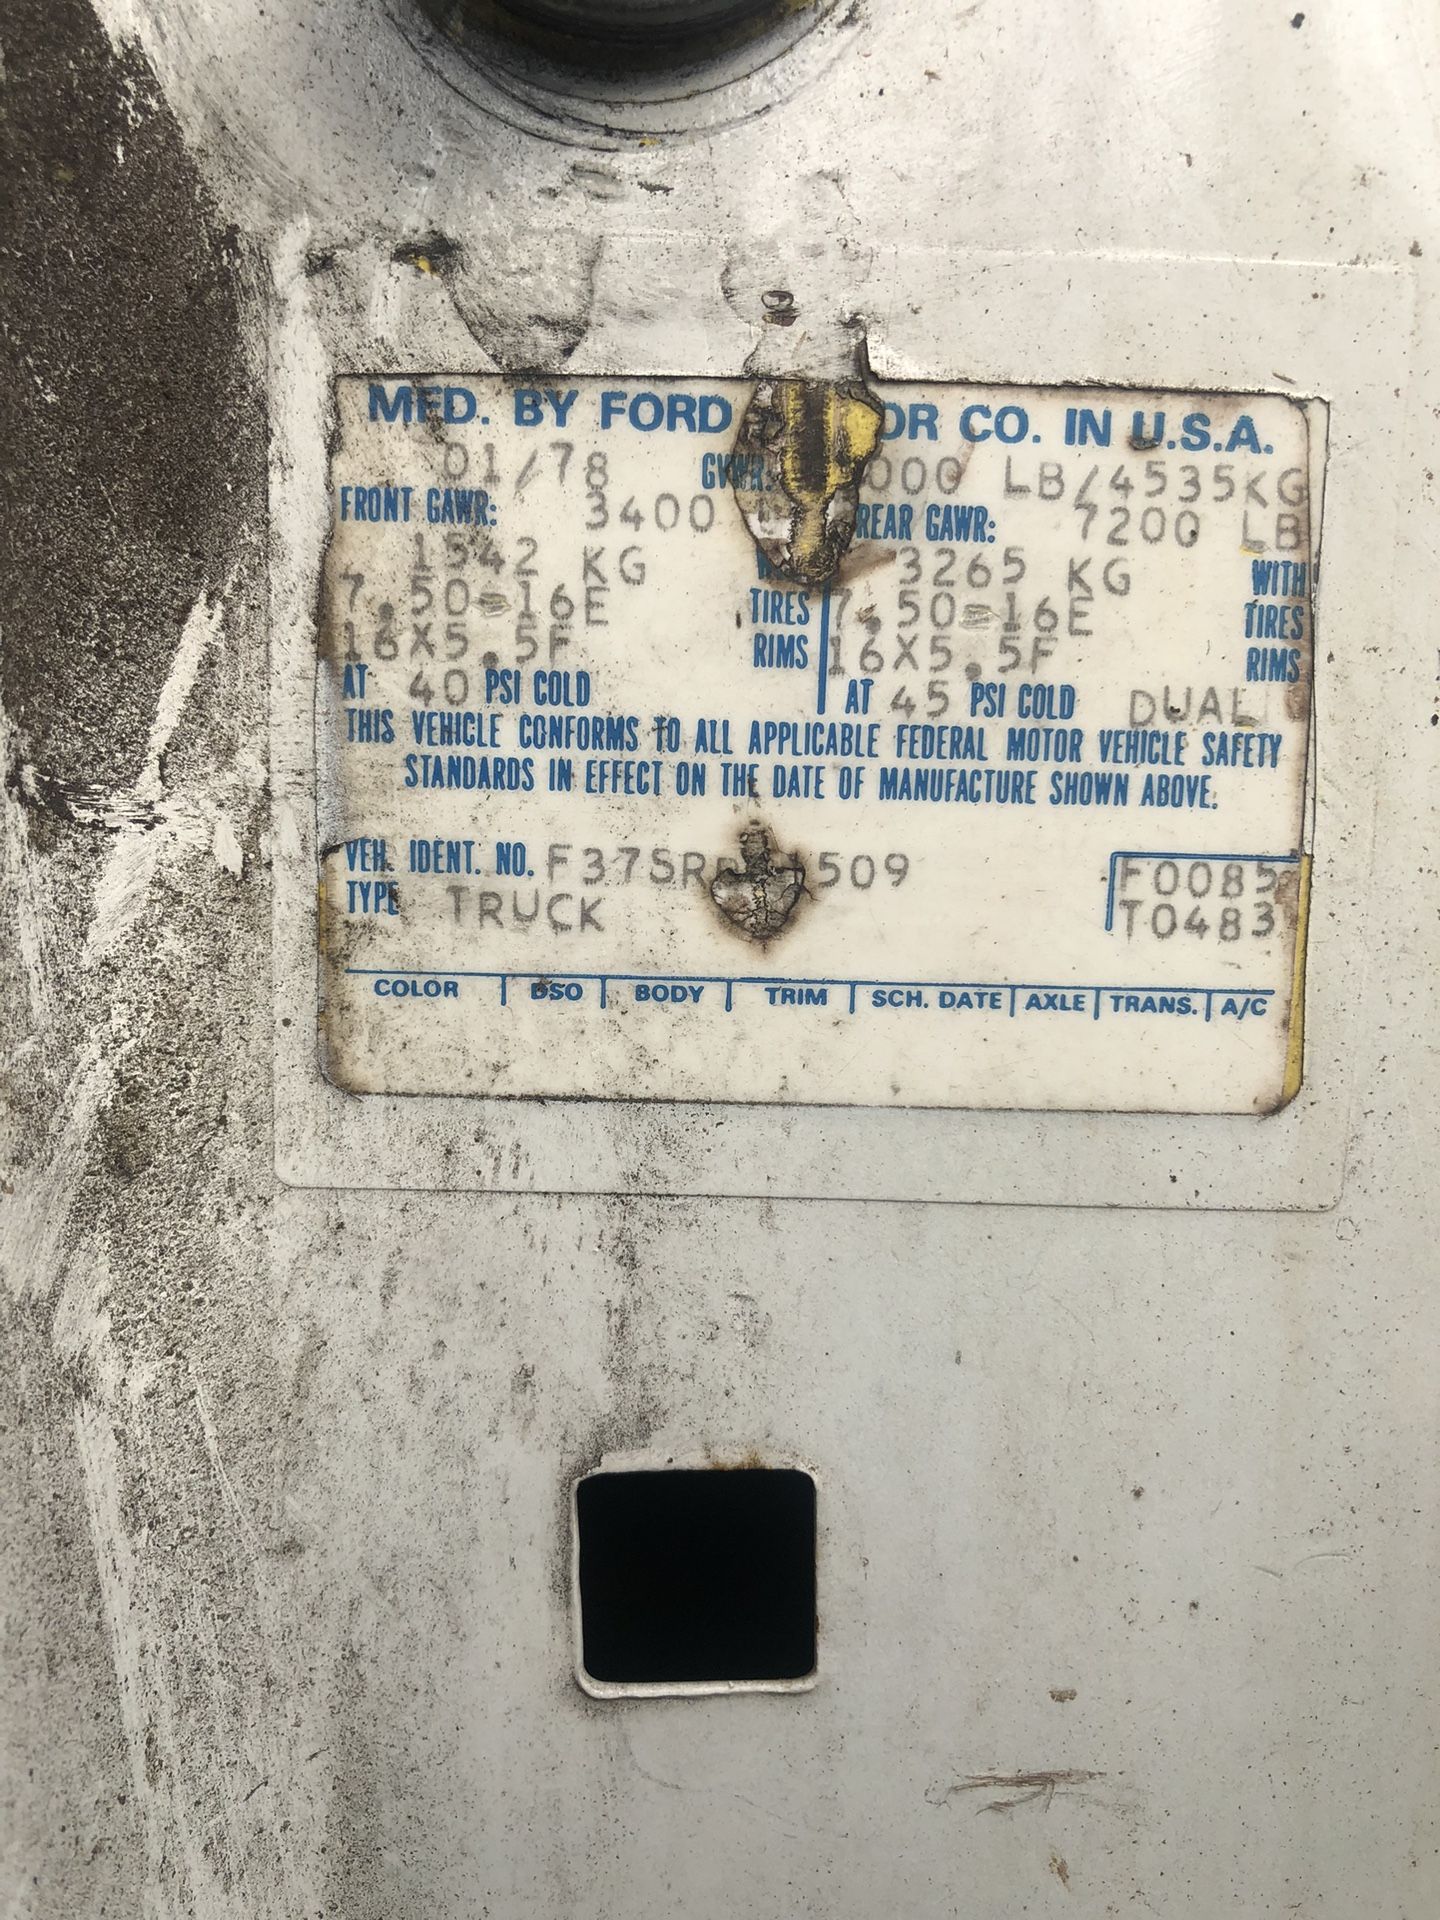 MFD. BY FORD CO. IN U.S.A.
01/78 GVWR: LB/4535KG
FRONT GAWR: 3400 REAR GAWR: 7200 LB
1542 KG 3265 KG WITH
7.50-16E TIRES 7.50-16E TIRES
16X5.5F RIMS 16X5.5F RIMS
AT 40 PSI COLD AT 45 PSI COLD DUAL
THIS VEHICLE CONFORMS TO ALL APPLICABLE FEDERAL MOTOR VEHICLE SAFETY
STANDARDS IN EFFECT ON THE DATE OF MANUFACTURE SHOWN ABOVE.
VEH. IDENT. NO. F0085
TYPE TRUCK T0483
COLOR DSO BODY TRIM SCH. DATE AXLE TRANS. A/C